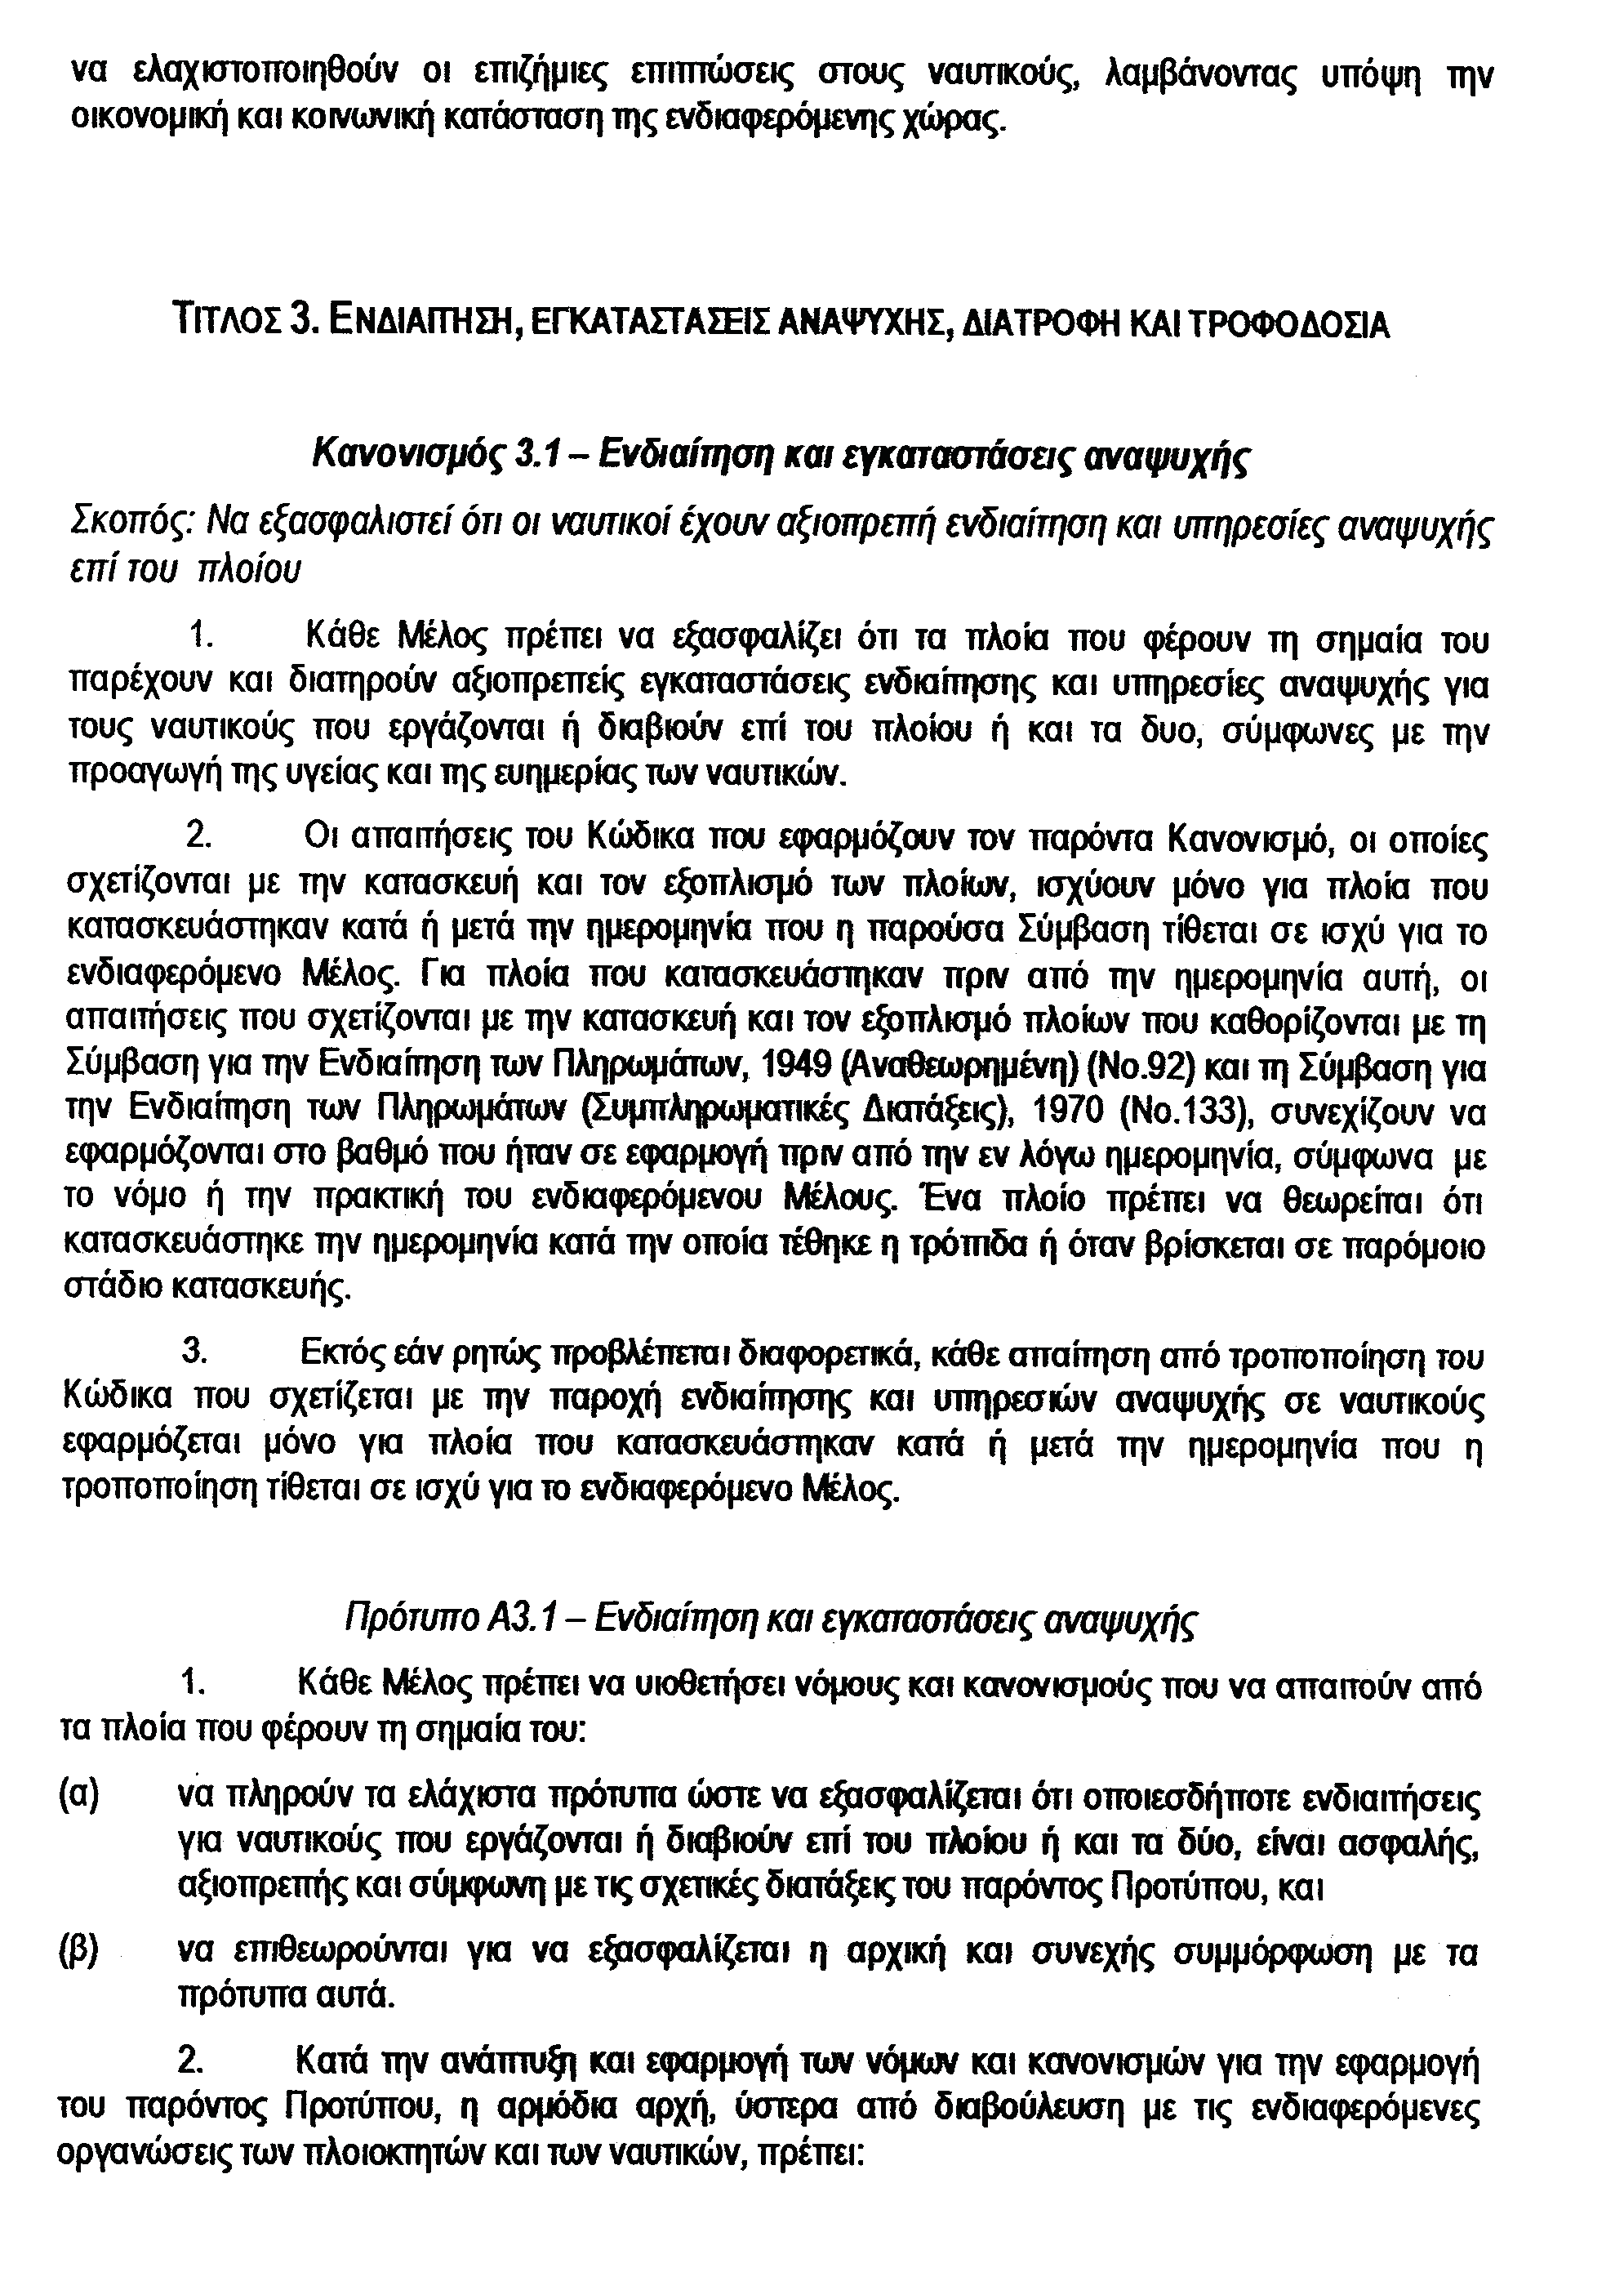 να ελαχιστοποιηθούν οι επιζήμιες επιπτώσεις στους ναυτικούς, λαμβάνοντας υπόψη την
οικονομική και κοινωνική κατάσταση της ενδιαφερόμενης χώρας.
ΤΙΤΛΟΣ 3. ΕΝΔΙΑΙΤΗΣΗ, ΕΓΚΑΤΑΣΤΑΣΕΙΣ ΑΝΑΨΥΧΗΣ, ΔΙΑΤΡΟΦΗ ΚΑΙ ΤΡΟΦΟΔΟΣΙΑ
Κανονισμός 3.1 – Ενδιαίτηση και εγκαταστάσεις αναψυχής
Σκοπός: Να εξασφαλιστεί ότι οι ναυτικοί έχουν αξιοπρεπή ενδιαίτηση και υπηρεσίες αναψυχής
επί του πλοίου
1. Κάθε Μέλος πρέπει να εξασφαλίζει ότι τα πλοία που φέρουν τη σημαία του
παρέχουν και διατηρούν αξιοπρεπείς εγκαταστάσεις ενδιαίτησης και υπηρεσίες αναψυχής για
τους ναυτικούς που εργάζονται ή διαβιούν επί του πλοίου ή και τα δυο, σύμφωνες με την
προαγωγή της υγείας και της ευημερίας των ναυτικών.
2. Οι απαιτήσεις του Κώδικα που εφαρμόζουν τον παρόντα Κανονισμό, οι οποίες
σχετίζονται με την κατασκευή και τον εξοπλισμό των πλοίων, ισχύουν μόνο για πλοία που
κατασκευάστηκαν κατά ή μετά την ημερομηνία που η παρούσα Σύμβαση τίθεται σε ισχύ για το
ενδιαφερόμενο Μέλος. Για πλοία που κατασκευάστηκαν πριν από την ημερομηνία αυτή, οι
απαιτήσεις που σχετίζονται με την κατασκευή και τον εξοπλισμό πλοίων που καθορίζονται με τη
Σύμβαση για την Ενδιαίτηση των Πληρωμάτων, 1949 (Αναθεωρημένη) (Νο.92) και τη Σύμβαση για
την Ενδιαίτηση των Πληρωμάτων (Συμπληρωματικές Διατάξεις), 1970 (Νο.133), συνεχίζουν να
εφαρμόζονται στο βαθμό που ήταν σε εφαρμογή πριν από την εν λόγω ημερομηνία, σύμφωνα με
το νόμο ή την πρακτική του ενδιαφερόμενου Μέλους. Ένα πλοίο πρέπει να θεωρείται ότι
κατασκευάστηκε την ημερομηνία κατά την οποία τέθηκε η τρόπιδα ή όταν βρίσκεται σε παρόμοιο
στάδιο κατασκευής.
3. Εκτός εάν ρητώς προβλέπεται διαφορετικά, κάθε απαίτηση από τροποποίηση του
Κώδικα που σχετίζεται με την παροχή ενδιαίτησης και υπηρεσιών αναψυχής σε ναυτικούς
εφαρμόζεται μόνο για πλοία που κατασκευάστηκαν κατά ή μετά την ημερομηνία που η
τροποποίηση τίθεται σε ισχύ για το ενδιαφερόμενο Μέλος.
Πρότυπο Α3.1 – Ενδιαίτηση και εγκαταστάσεις αναψυχής
1. Κάθε Μέλος πρέπει να υιοθετήσει νόμους και κανονισμούς που να απαιτούν από
τα πλοία που φέρουν τη σημαία του:
(α) να πληρούν τα ελάχιστα πρότυπα ώστε να εξασφαλίζεται ότι οποιεσδήποτε ενδιαιτήσεις
για ναυτικούς που εργάζονται ή διαβιούν επί του πλοίου ή και τα δύο, είναι ασφαλής,
αξιοπρεπής και σύμφωνη με τις σχετικές διατάξεις του παρόντος Προτύπου, και
(β) να επιθεωρούνται για να εξασφαλίζεται η αρχική και συνεχής συμμόρφωση με τα
πρότυπα αυτά.
2. Κατά την ανάπτυξη και εφαρμογή των νόμων και κανονισμών για την εφαρμογή
του παρόντος Προτύπου, η αρμόδια αρχή, ύστερα από διαβούλευση με τις ενδιαφερόμενες
οργανώσεις των πλοιοκτητών και των ναυτικών, πρέπει: